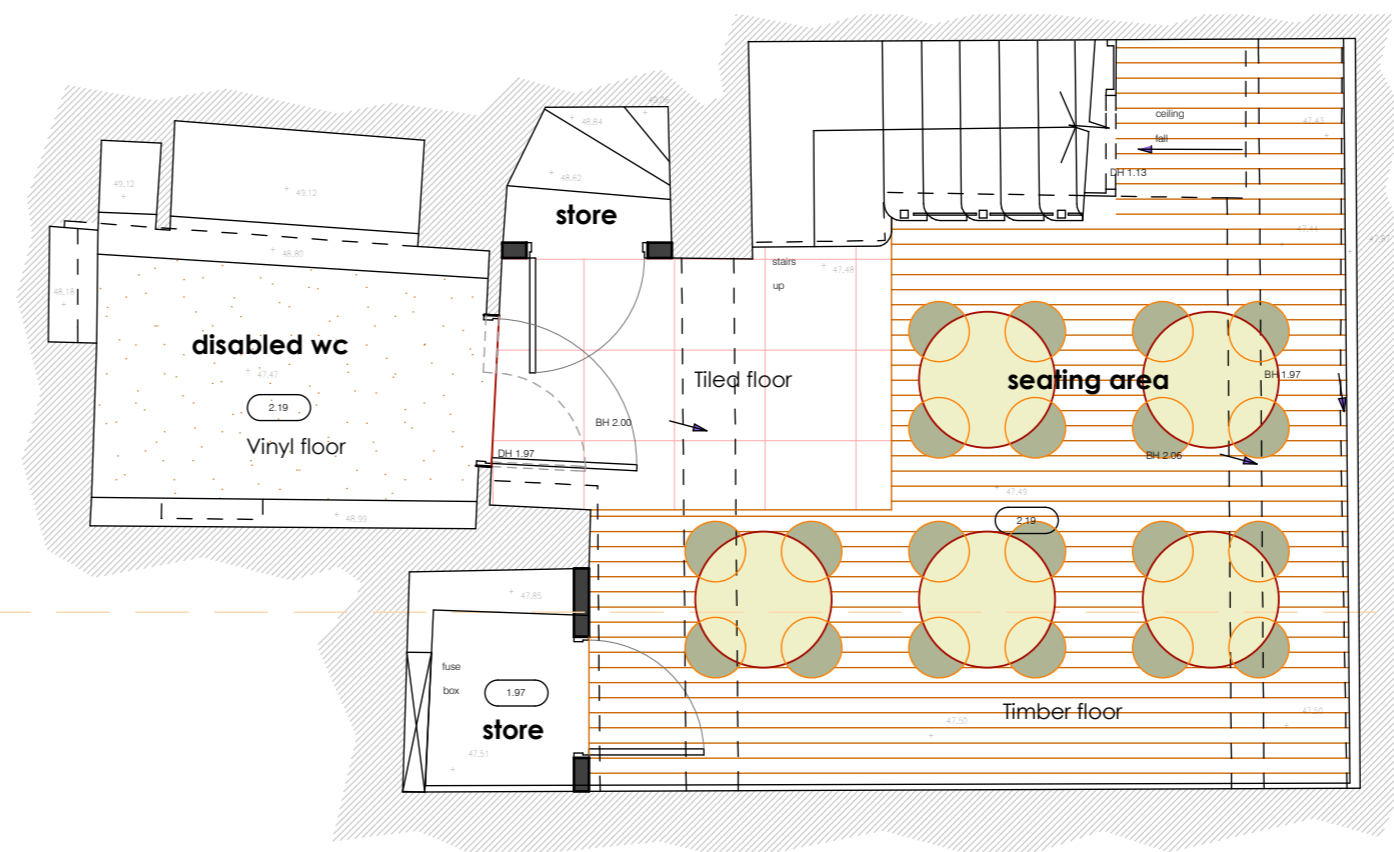 48,84
ceiling
47,43
fall
DH 1.13
49,12
49,12
48,62
store
47,44
48,80
stairs
47,48
up
48,18
disabled wc
47,47
Tiled floor
seating area
BH 1.97
2.19
Vinyl floor
BH 2.00
DH 1.97
BH 2.06
47,49
48,99
2.19
47,85
fuse
box
1.97
store
Timber floor
47,50
47,50
47,51